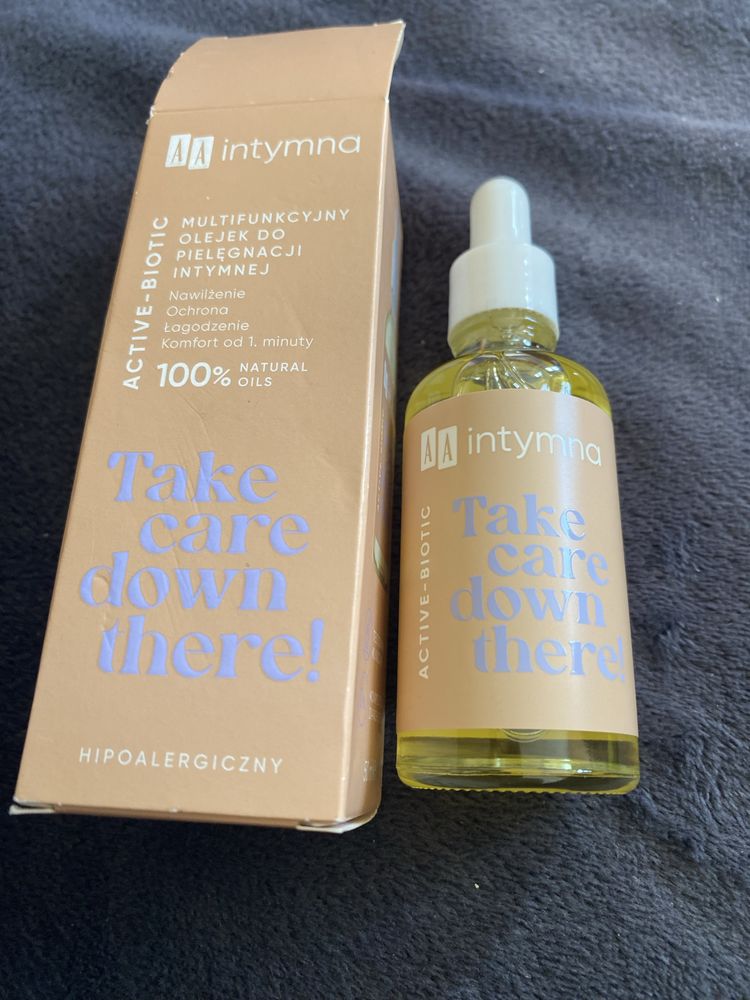 AA intymna
ACTIVE-BIOTIC
MULTIFUNKCYJNY
OLEJEK DO
PIELĘGNACJI
INTYMNEJ
Nawilżenie
Ochrona
Łagodzenie
Komfort od 1. minuty
100% NATURAL
OILS
Take
care
down
there!
HIPOALERGICZNY
AA intymna
ACTIVE-BIOTIC
Take
care
down
there!